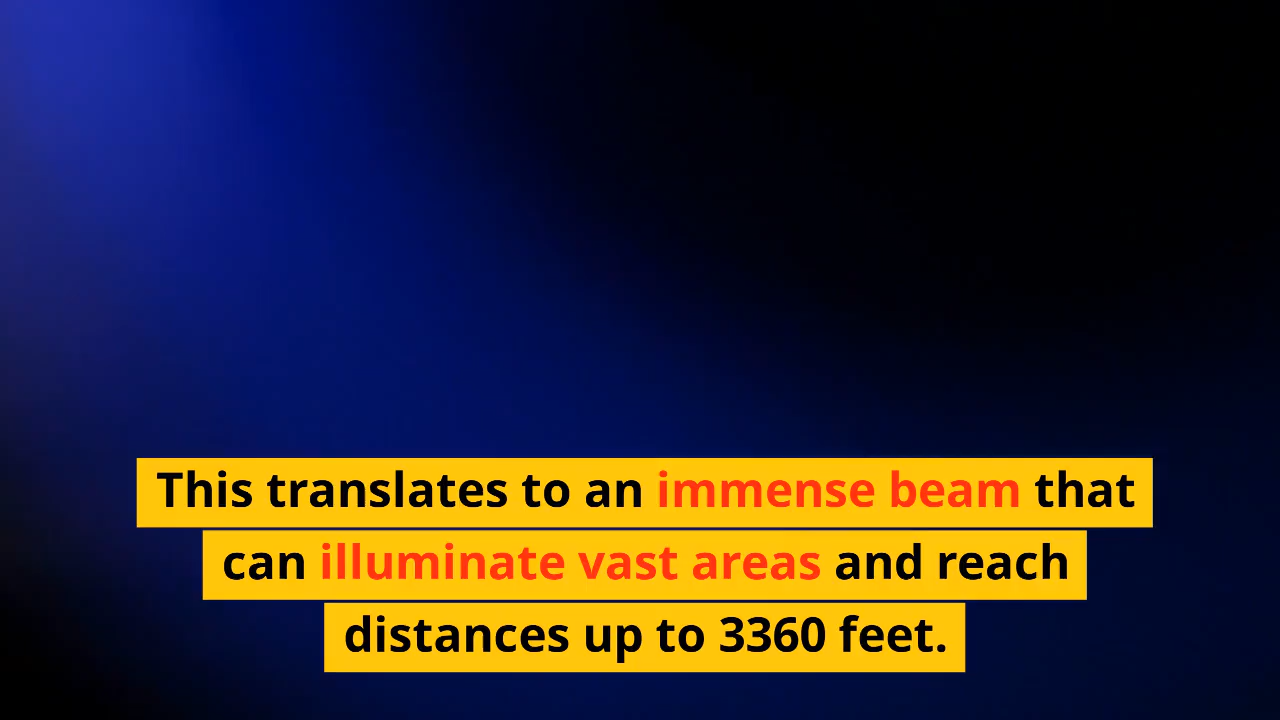 This translates to an immense beam that
can illuminate vast areas and reach
distances up to 3360 feet.